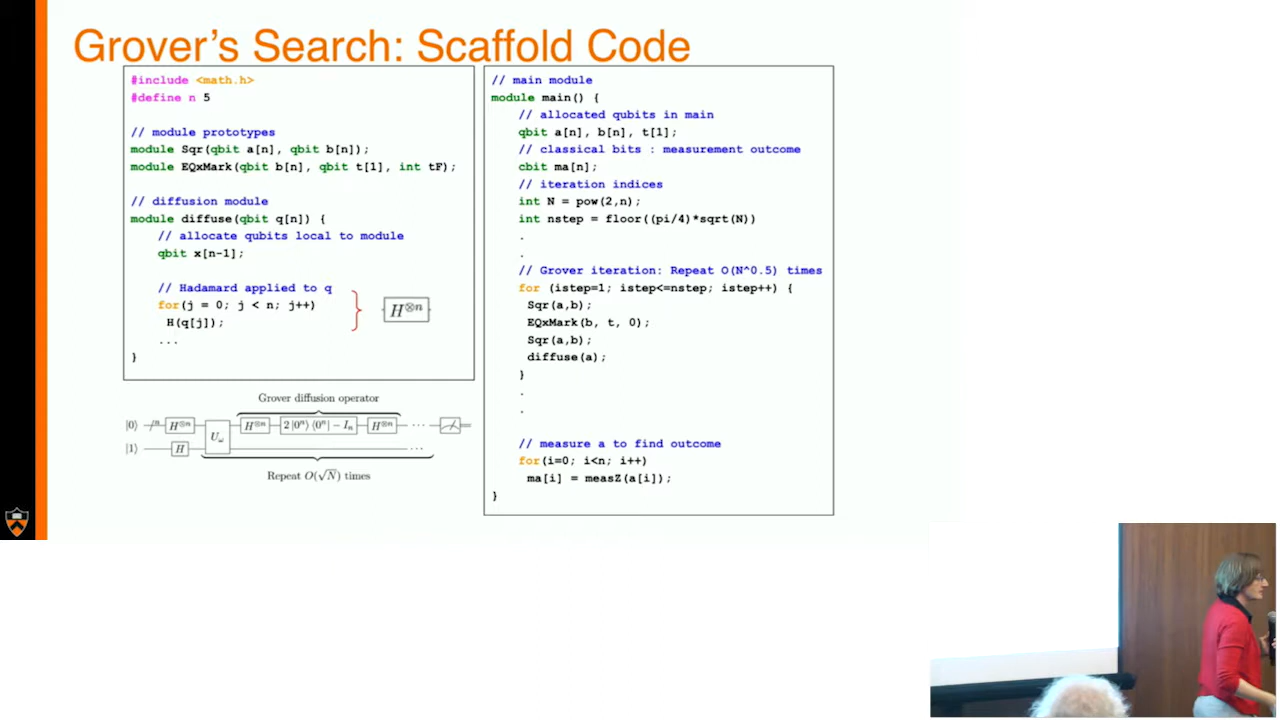 Grover's Search: Scaffold Code
#include <math.h>
#define n 5
// module prototypes
module Sqr(qbit a[n], qbit b[n]);
module EQxMark(qbit b[n], qbit t[1], int tF);
// diffusion module
module diffuse(qbit q[n]) {
// allocate qubits local to module
qbit x[n-1];
// Hadamard applied to q
for(j = 0; j < n; j++)
H(q[j]);
...
}
H⊗n
Grover diffusion operator
|0⟩ n H⊗n Uω H⊗n 2|0ⁿ⟩⟨0ⁿ| − Iₙ H⊗n ···
|1⟩ H ···
Repeat O(√N) times
// main module
module main() {
// allocated qubits in main
qbit a[n], b[n], t[1];
// classical bits : measurement outcome
cbit ma[n];
// iteration indices
int N = pow(2,n);
int nstep = floor((pi/4)*sqrt(N))
.
.
// Grover iteration: Repeat O(N^0.5) times
for (istep=1; istep<=nstep; istep++) {
Sqr(a,b);
EQxMark(b, t, 0);
Sqr(a,b);
diffuse(a);
}
.
.
// measure a to find outcome
for(i=0; i<n; i++)
ma[i] = measZ(a[i]);
}